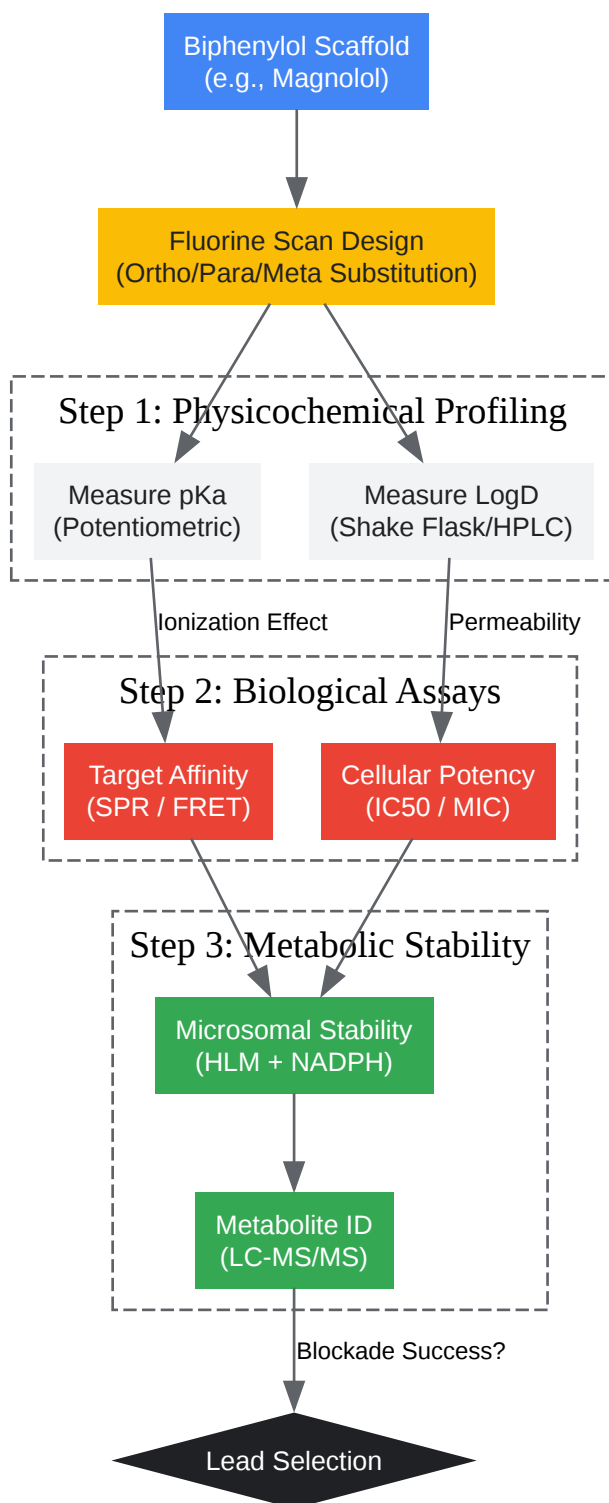 Biphenylol Scaffold
(e.g., Magnolol)
Fluorine Scan Design
(Ortho/Para/Meta Substitution)
Step 1: Physicochemical Profiling
Measure pKa
(Potentiometric)
Measure LogD
(Shake Flask/HPLC)
Ionization Effect
Permeability
Step 2: Biological Assays
Target Affinity
(SPR / FRET)
Cellular Potency
(IC50 / MIC)
Step 3: Metabolic Stability
Microsomal Stability
(HLM + NADPH)
Metabolite ID
(LC-MS/MS)
Blockade Success?
Lead Selection